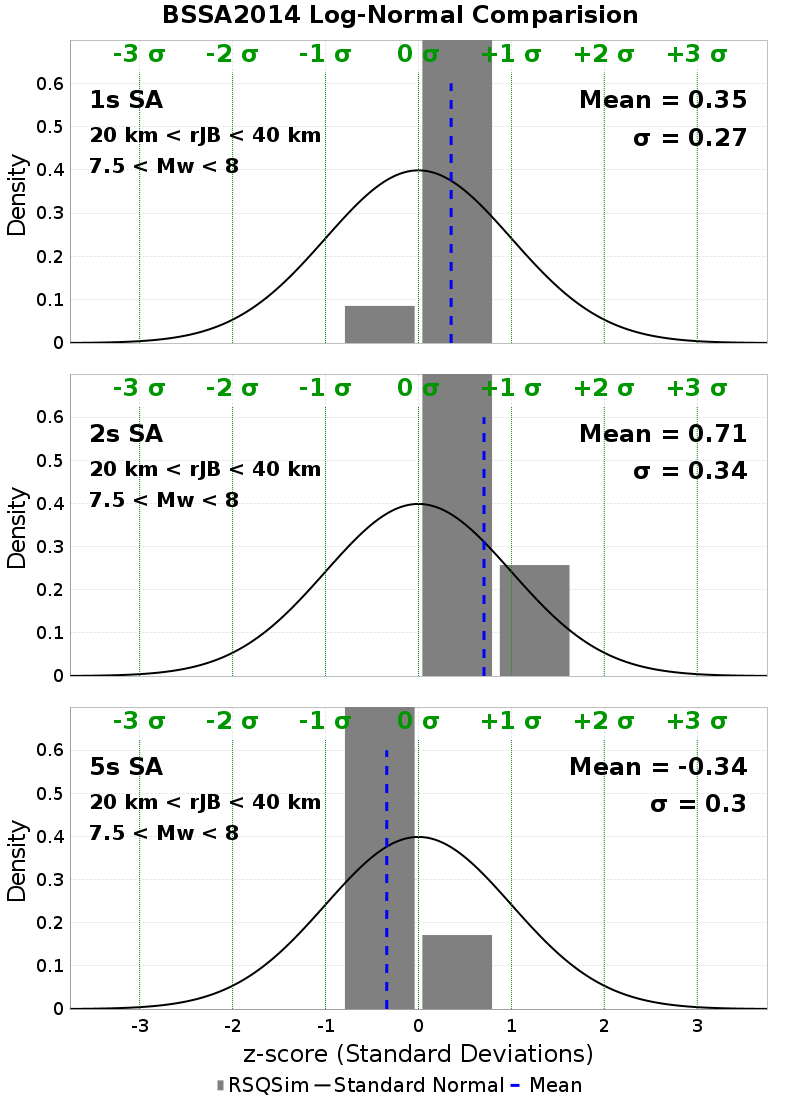 BSSA2014 Log-Normal Comparision
-3 σ -2 σ -1 σ 0 σ +1 σ +2 σ +3 σ
0.6
1s SA Mean = 0.35
0.5
20 km < rJB < 40 km σ = 0.27
7.5 < Mw < 8
0.4
0.3
0.2
0.1
0
Density
-3 σ -2 σ -1 σ 0 σ +1 σ +2 σ +3 σ
0.6
2s SA Mean = 0.71
0.5
20 km < rJB < 40 km σ = 0.34
7.5 < Mw < 8
0.4
0.3
0.2
0.1
0
Density
-3 σ -2 σ -1 σ 0 σ +1 σ +2 σ +3 σ
0.6
5s SA Mean = -0.34
0.5
20 km < rJB < 40 km σ = 0.3
7.5 < Mw < 8
0.4
0.3
0.2
0.1
0
Density
-3 -2 -1 0 1 2 3
z-score (Standard Deviations)
RSQSim Standard Normal Mean